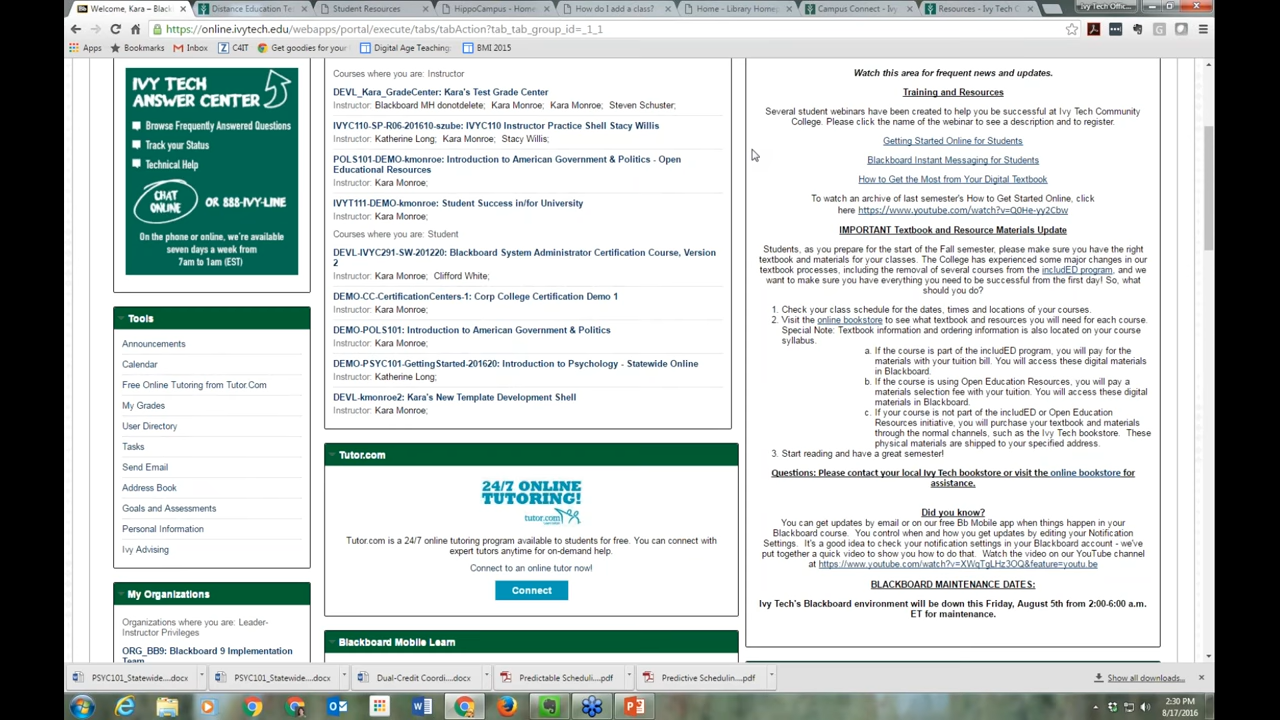 Welcome, Kara – Blackbo
Distance Education Te
Student Resources
HippoCampus - Home
How do I add a class?
Home - Library Home
Campus Connect - Ivy
Resources - Ivy Tech C
Ivy Tech Offic
https://online.ivytech.edu/webapps/portal/execute/tabs/tabAction?tab_tab_group_id=_1_1
Apps
Bookmarks
Inbox
C4IT
Get goodies for your
Digital Age Teaching
BMI 2015
IVY TECH
ANSWER CENTER
Browse Frequently Answered Questions
Track your Status
Technical Help
CHAT
ONLINE
OR 888-IVY-LINE
On the phone or online, we're available
seven days a week from
7am to 1am (EST)
Tools
Announcements
Calendar
Free Online Tutoring from Tutor.Com
My Grades
User Directory
Tasks
Send Email
Address Book
Goals and Assessments
Personal Information
Ivy Advising
My Organizations
Organizations where you are: Leader-
Instructor Privileges
ORG_BB9: Blackboard 9 Implementation
Team
Courses where you are: Instructor
DEVL_Kara_GradeCenter: Kara's Test Grade Center
Instructor: Blackboard MH donotdelete; Kara Monroe; Kara Monroe; Steven Schuster;
IVYC110-SP-R06-201610-szube: IVYC110 Instructor Practice Shell Stacy Willis
Instructor: Katherine Long; Kara Monroe; Stacy Willis;
POLS101-DEMO-kmonroe: Introduction to American Government & Politics - Open
Educational Resources
Instructor: Kara Monroe;
IVYT111-DEMO-kmonroe: Student Success in/for University
Instructor: Kara Monroe;
Courses where you are: Student
DEVL-IVYC291-SW-201220: Blackboard System Administrator Certification Course, Version
2
Instructor: Kara Monroe; Clifford White;
DEMO-CC-CertificationCenters-1: Corp College Certification Demo 1
Instructor: Kara Monroe;
DEMO-POLS101: Introduction to American Government & Politics
Instructor: Kara Monroe;
DEMO-PSYC101-GettingStarted-201620: Introduction to Psychology - Statewide Online
Instructor: Katherine Long;
DEVL-kmonroe2: Kara's New Template Development Shell
Instructor: Kara Monroe;
Tutor.com
24/7 ONLINE
TUTORING!
tutor.com
Tutor.com is a 24/7 online tutoring program available to students for free. You can connect with
expert tutors anytime for on-demand help.
Connect to an online tutor now!
Connect
Blackboard Mobile Learn
Watch this area for frequent news and updates.
Training and Resources
Several student webinars have been created to help you be successful at Ivy Tech Community
College. Please click the name of the webinar to see a description and to register.
Getting Started Online for Students
Blackboard Instant Messaging for Students
How to Get the Most from Your Digital Textbook
To watch an archive of last semester's How to Get Started Online, click
here https://www.youtube.com/watch?v=Q0He-yy2Cbw
IMPORTANT Textbook and Resource Materials Update
Students, as you prepare for the start of the Fall semester, please make sure you have the right
textbook and materials for your classes. The College has experienced some major changes in our
textbook processes, including the removal of several courses from the includED program, and we
want to make sure you have everything you need to be successful from the first day! So, what
should you do?
1. Check your class schedule for the dates, times and locations of your courses.
2. Visit the online bookstore to see what textbook and resources you will need for each course.
Special Note: Textbook information and ordering information is also located on your course
syllabus.
a. If the course is part of the includED program, you will pay for the
materials with your tuition bill. You will access these digital materials
in Blackboard.
b. If the course is using Open Education Resources, you will pay a
materials selection fee with your tuition. You will access these digital
materials in Blackboard.
c. If your course is not part of the includED or Open Education
Resources initiative, you will purchase your textbook and materials
through the normal channels, such as the Ivy Tech bookstore. These
physical materials are shipped to your specified address.
3. Start reading and have a great semester!
Questions: Please contact your local Ivy Tech bookstore or visit the online bookstore for
assistance.
Did you know?
You can get updates by email or on our free Bb Mobile app when things happen in your
Blackboard course. You control when and how you get updates by editing your Notification
Settings. It's a good idea to check your notification settings in your Blackboard account - we've
put together a quick video to show you how to do that. Watch the video on our YouTube channel
at https://www.youtube.com/watch?v=XWqTgLHz3OQ&feature=youtu.be
BLACKBOARD MAINTENANCE DATES:
Ivy Tech's Blackboard environment will be down this Friday, August 5th from 2:00-6:00 a.m.
ET for maintenance.
PSYC101_Statewide....docx
PSYC101_Statewide....docx
Dual-Credit Coordi....docx
Predictable Scheduli....pdf
Predictive Schedulin....pdf
Show all downloads...
2:30 PM
8/17/2016